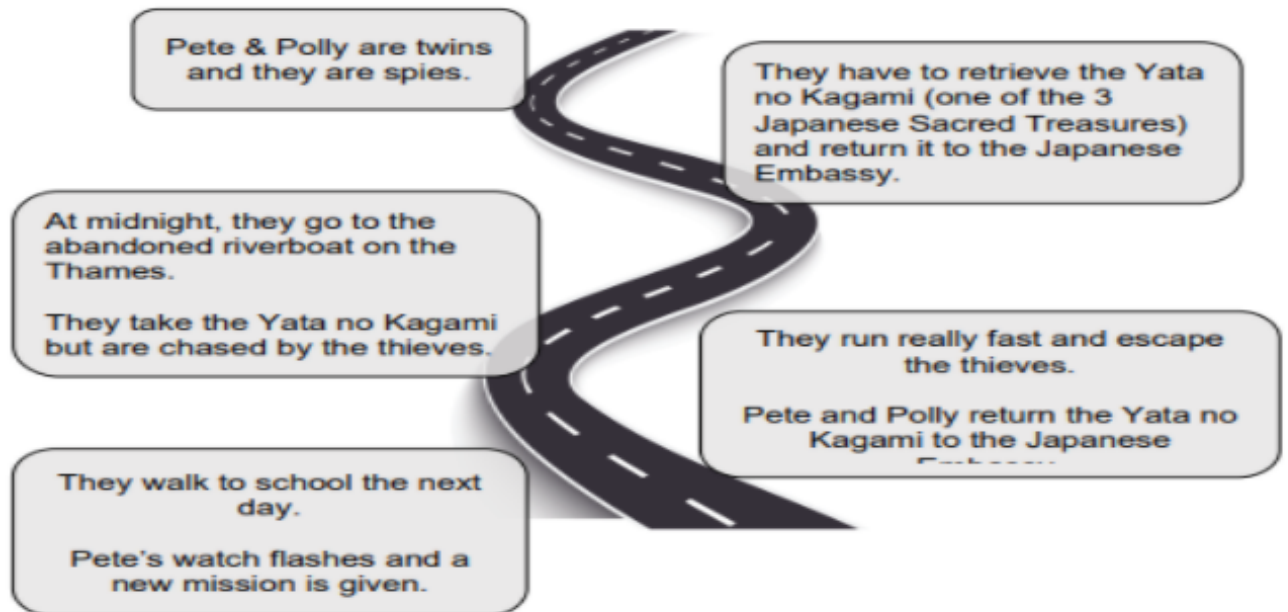 Pete & Polly are twins
and they are spies.
They have to retrieve the Yata
no Kagami (one of the 3
Japanese Sacred Treasures)
and return it to the Japanese
Embassy.
At midnight, they go to the
abandoned riverboat on the
Thames.
They take the Yata no Kagami
but are chased by the thieves.
They run really fast and escape
the thieves.
Pete and Polly return the Yata no
Kagami to the Japanese
They walk to school the next
day.
Pete's watch flashes and a
new mission is given.